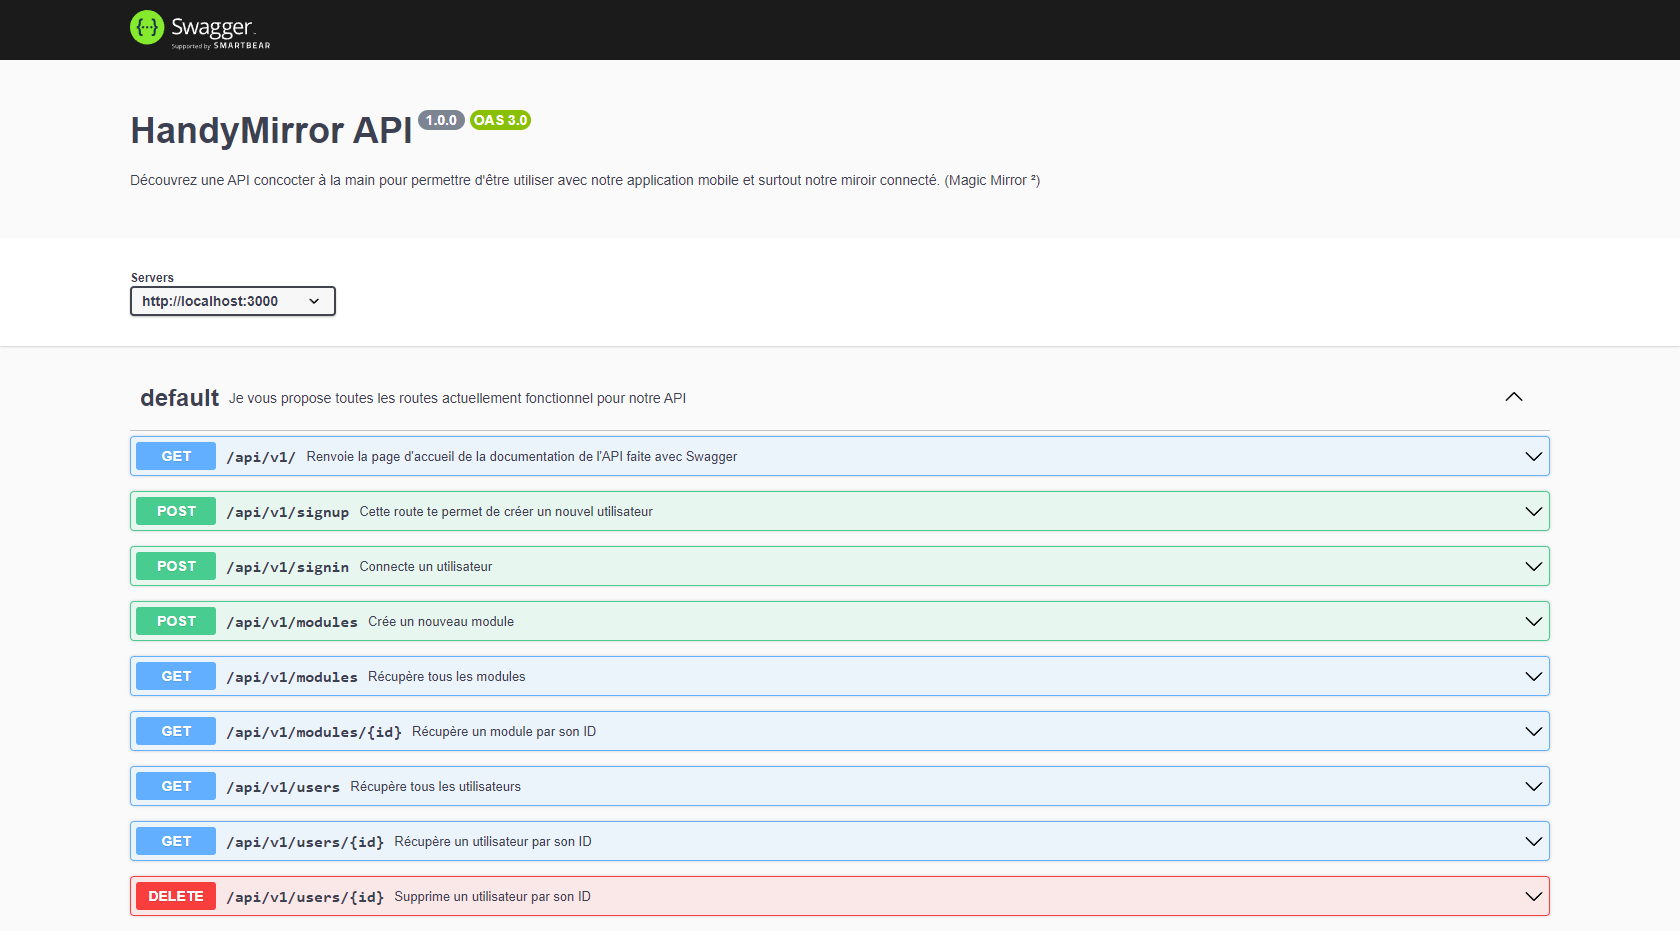 Swagger
Supported by SMARTBEAR
HandyMirror API 1.0.0 OAS 3.0
Découvrez une API concocter à la main pour permettre d'être utiliser avec notre application mobile et surtout notre miroir connecté. (Magic Mirror ²)
Servers
http://localhost:3000
default Je vous propose toutes les routes actuellement fonctionnel pour notre API
GET /api/v1/ Renvoie la page d'accueil de la documentation de l'API faite avec Swagger
POST /api/v1/signup Cette route te permet de créer un nouvel utilisateur
POST /api/v1/signin Connecte un utilisateur
POST /api/v1/modules Crée un nouveau module
GET /api/v1/modules Récupère tous les modules
GET /api/v1/modules/{id} Récupère un module par son ID
GET /api/v1/users Récupère tous les utilisateurs
GET /api/v1/users/{id} Récupère un utilisateur par son ID
DELETE /api/v1/users/{id} Supprime un utilisateur par son ID